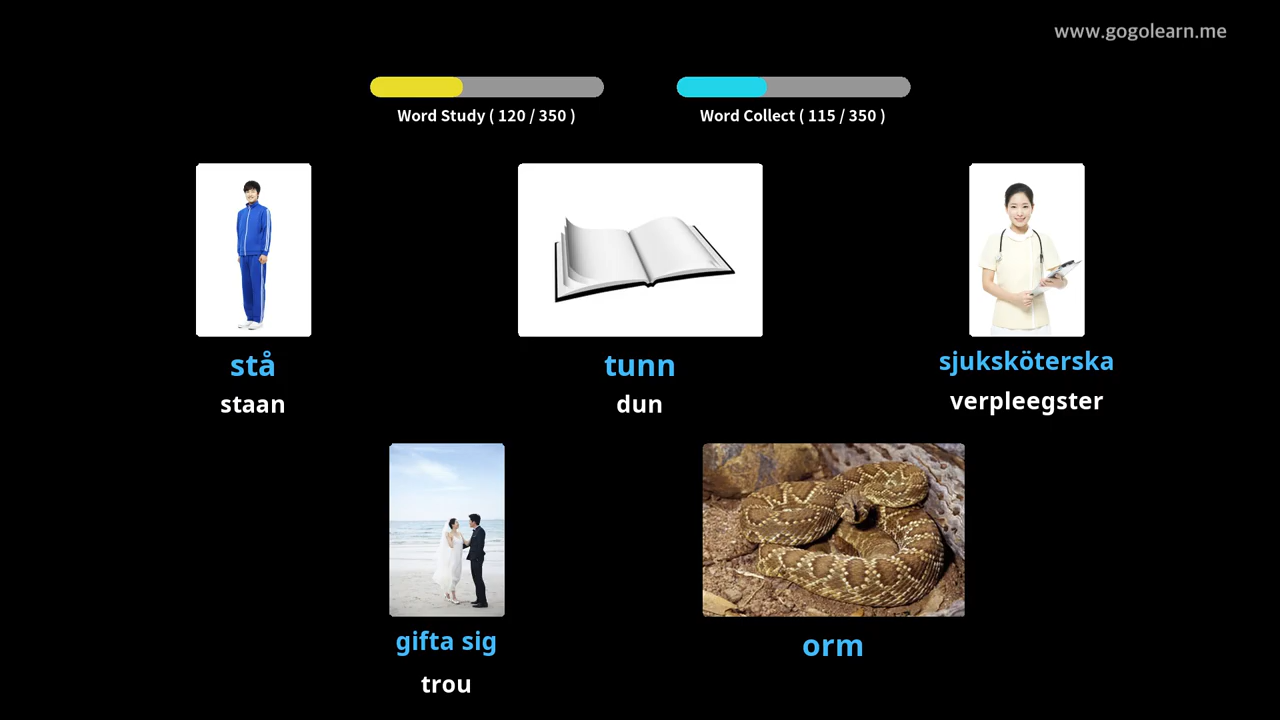 www.gogolearn.me
Word Study ( 120 / 350 )
Word Collect ( 115 / 350 )
stå
staan
tunn
dun
sjuksköterska
verpleegster
gifta sig
trou
orm